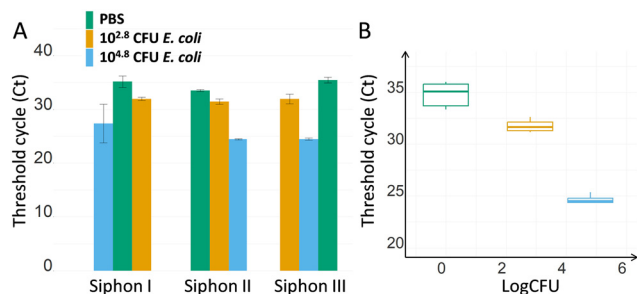 A
PBS
10^2.8 CFU E. coli
10^4.8 CFU E. coli
Threshold cycle (Ct)
40
30
20
10
0
Siphon I
Siphon II
Siphon III
B
Threshold cycle (Ct)
35
30
25
20
0
2
4
6
LogCFU